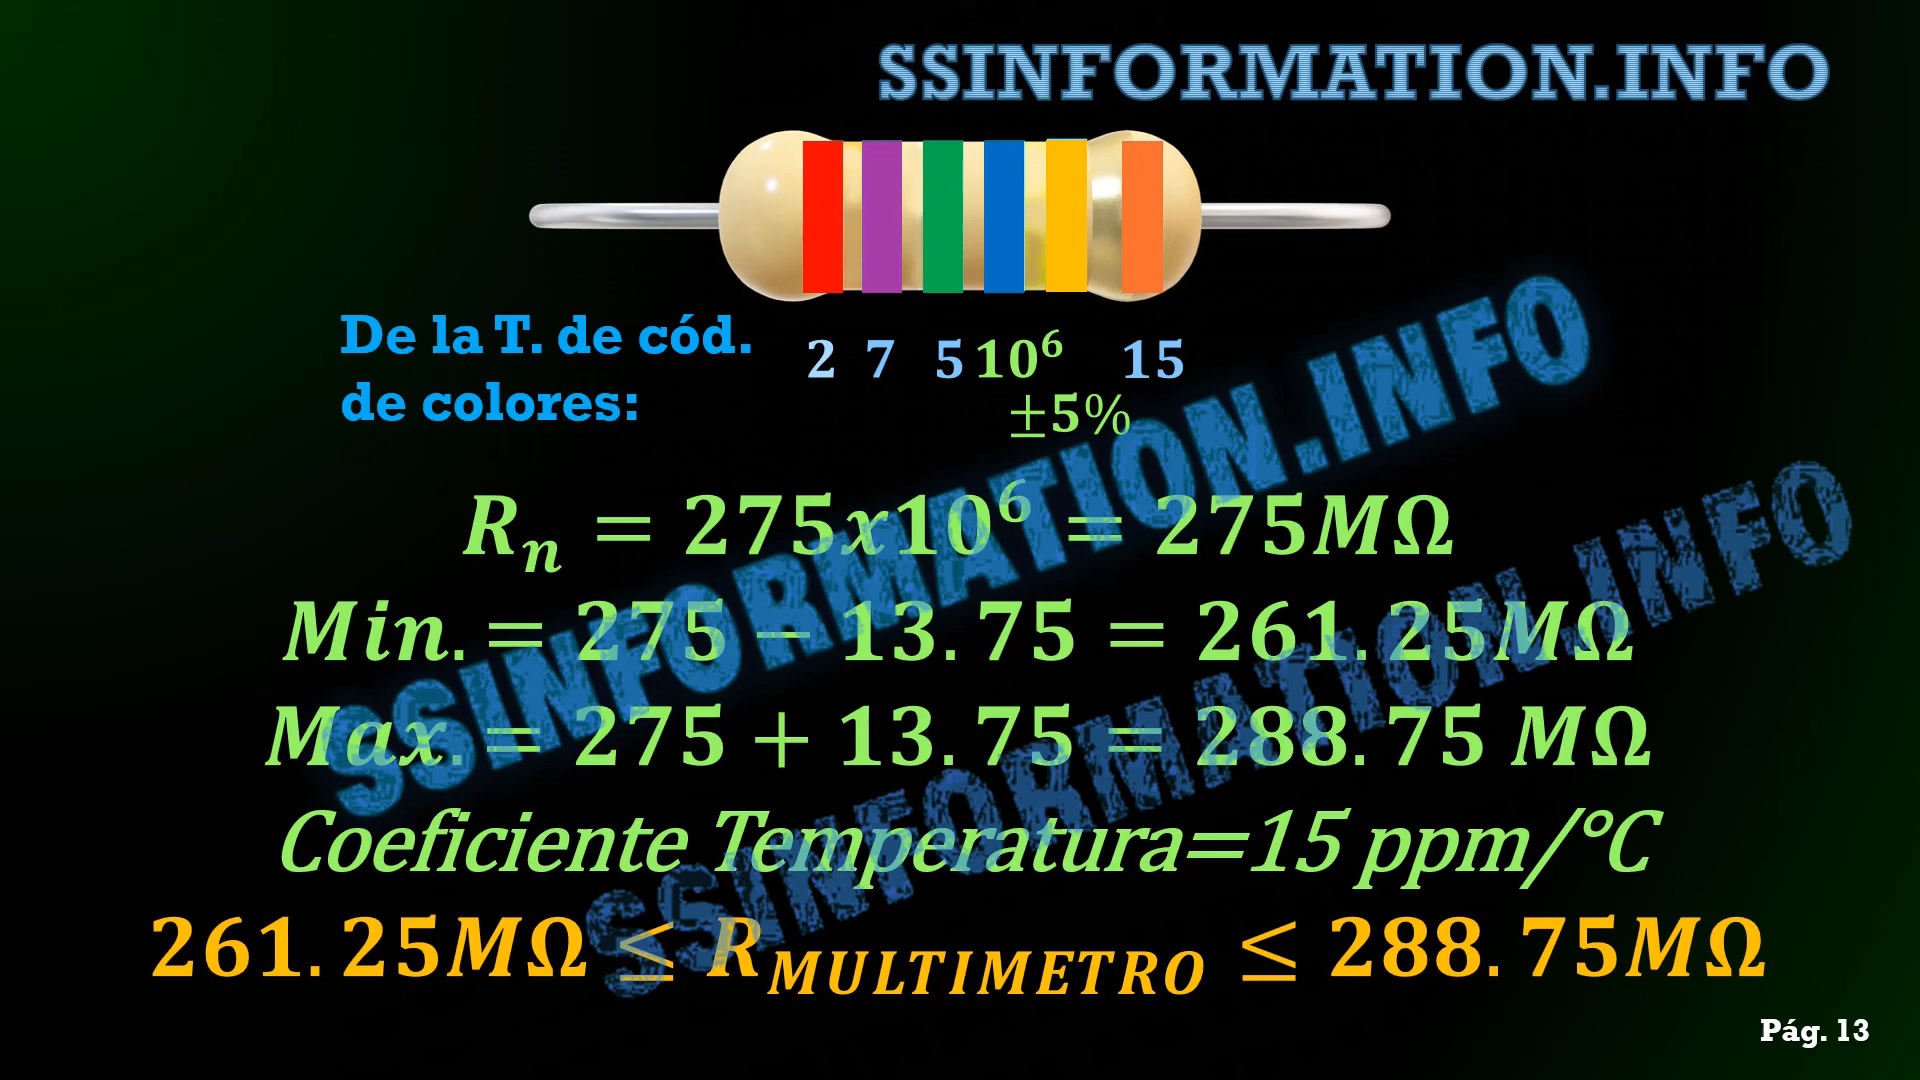 SSINFORMATION.INFO
De la T. de cód.
de colores:
2 7 5 10⁶ 15
±5%
Rₙ = 275x10⁶ = 275MΩ
Min. = 275 − 13.75 = 261.25MΩ
Max. = 275 + 13.75 = 288.75 MΩ
Coeficiente Temperatura=15 ppm/°C
261.25MΩ ≤ R MULTIMETRO ≤ 288.75MΩ
SSINFORMATION.INFO
SSINFORMATION.INFO
Pág. 13